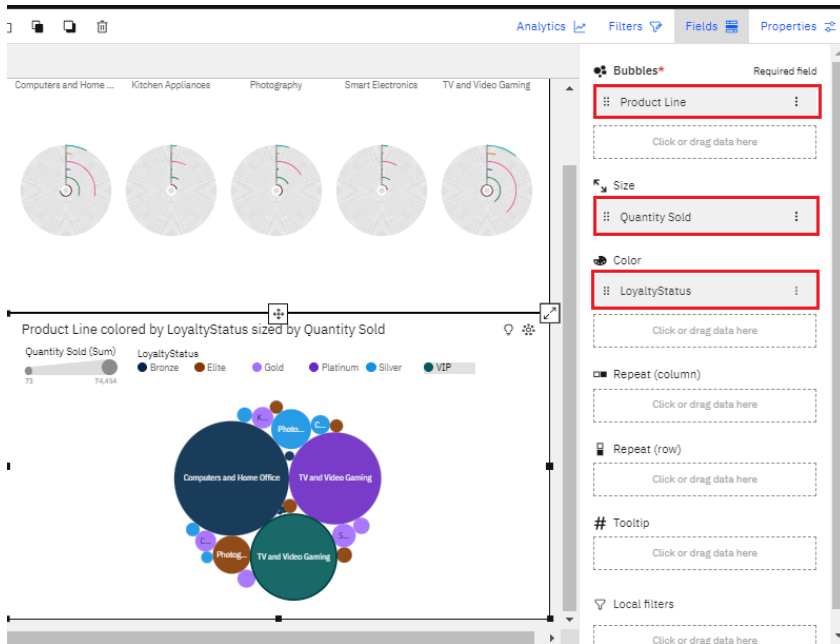 Analytics Filters Fields Properties
Computers and Home ... Kitchen Appliances Photography Smart Electronics TV and Video Gaming
Product Line colored by LoyaltyStatus sized by Quantity Sold
Quantity Sold (Sum)
73 74,454
LoyaltyStatus
Bronze Elite Gold Platinum Silver VIP
K...
Photo...
C...
Computers and Home Office
TV and Video Gaming
S...
C...
Photog...
TV and Video Gaming
Bubbles* Required field
Product Line
Click or drag data here
Size
Quantity Sold
Color
LoyaltyStatus
Click or drag data here
Repeat (column)
Click or drag data here
Repeat (row)
Click or drag data here
Tooltip
Click or drag data here
Local filters
Click or drag data here